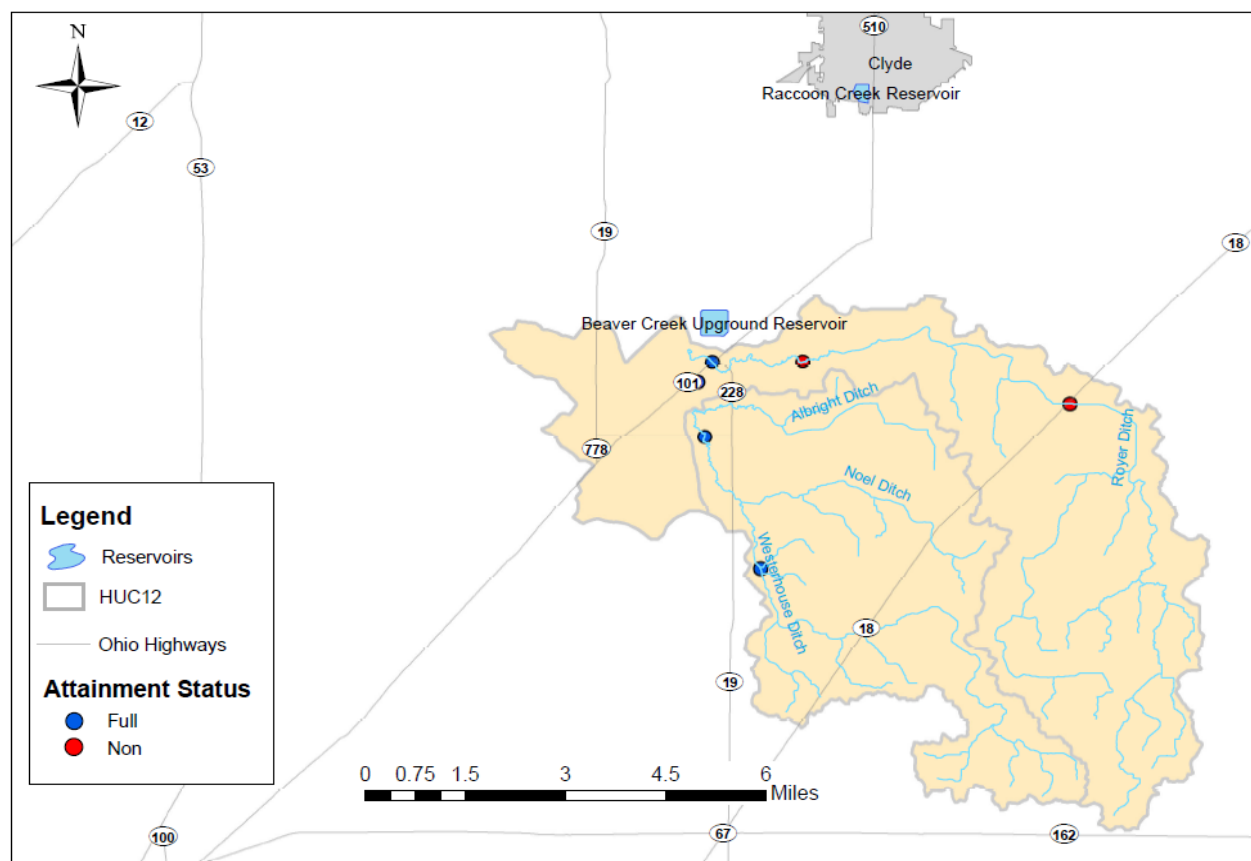 N
510
Clyde
Raccoon Creek Reservoir
12
53
19
18
Beaver Creek Upground Reservoir
101
228
Albright Ditch
778
Noel Ditch
Royer Ditch
Westerhouse Ditch
18
19
Legend
Reservoirs
HUC12
Ohio Highways
Attainment Status
Full
Non
0 0.75 1.5 3 4.5 6
Miles
100
67
162